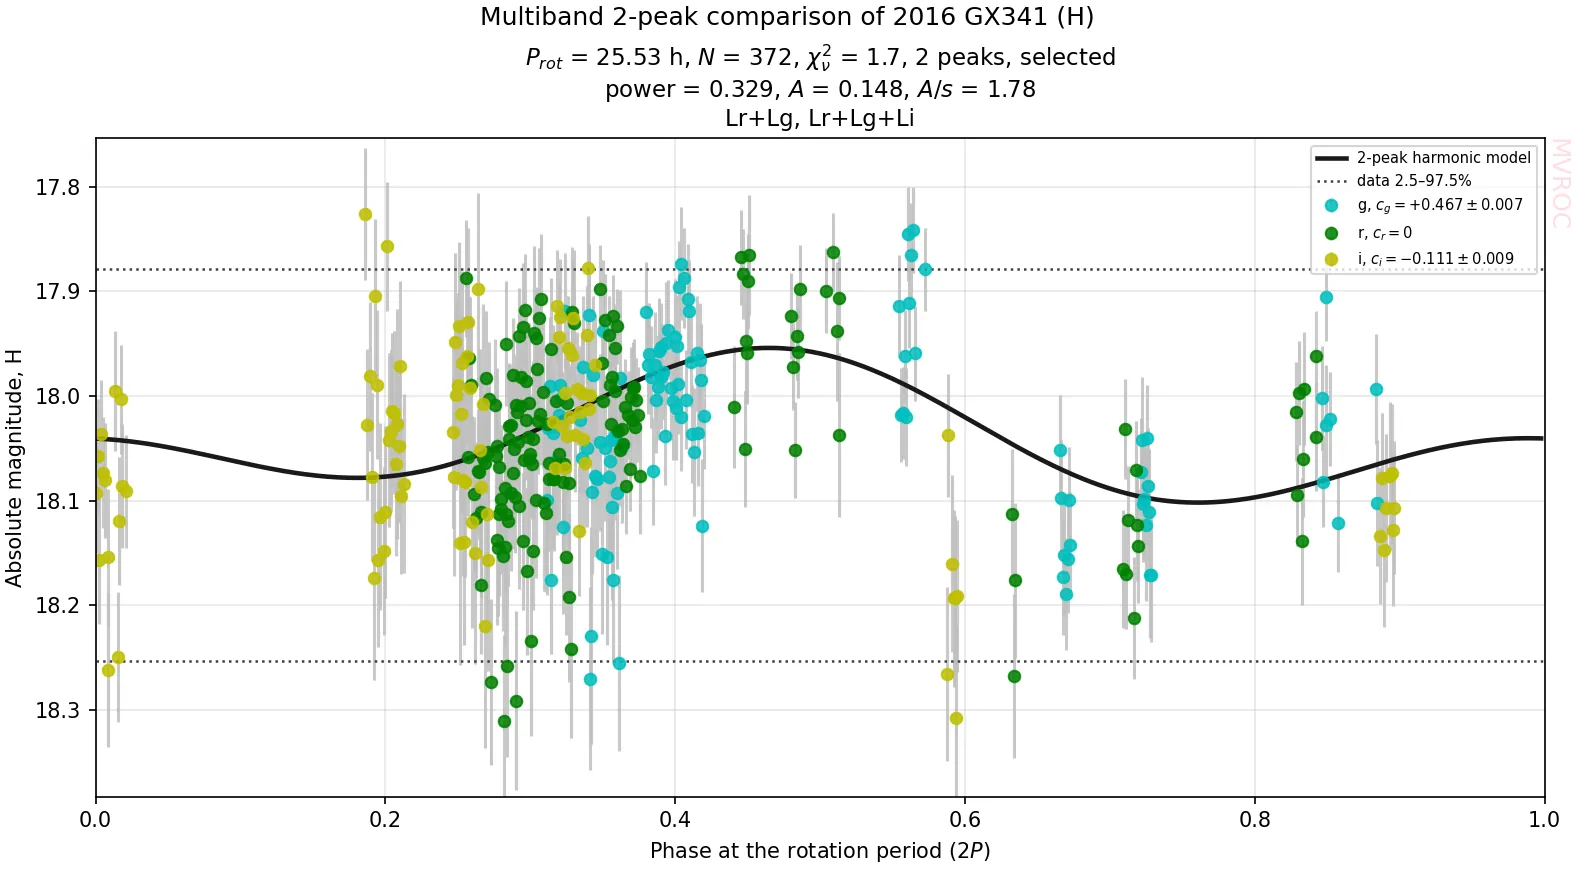 Multiband 2-peak comparison of 2016 GX341 (H)
P_rot = 25.53 h, N = 372, χ²_ν = 1.7, 2 peaks, selected
power = 0.329, A = 0.148, A/s = 1.78
Lr+Lg, Lr+Lg+Li
2-peak harmonic model
data 2.5–97.5%
g, c_g = +0.467 ± 0.007
r, c_r = 0
i, c_i = −0.111 ± 0.009
MVROC
Absolute magnitude, H
17.8
17.9
18.0
18.1
18.2
18.3
0.0
0.2
0.4
0.6
0.8
1.0
Phase at the rotation period (2P)